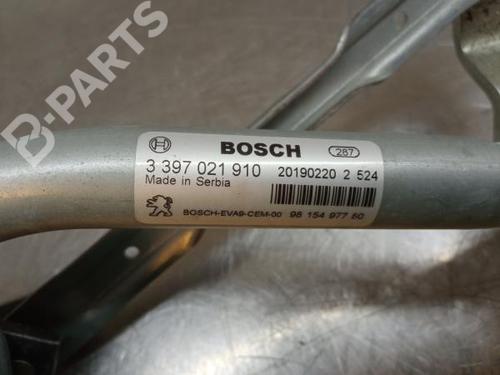 B-PARTS
BOSCH 287
3 397 021 910 20190220 2 524
Made in Serbia
BOSCH-EVA9-CEM-00 98 154 977 80